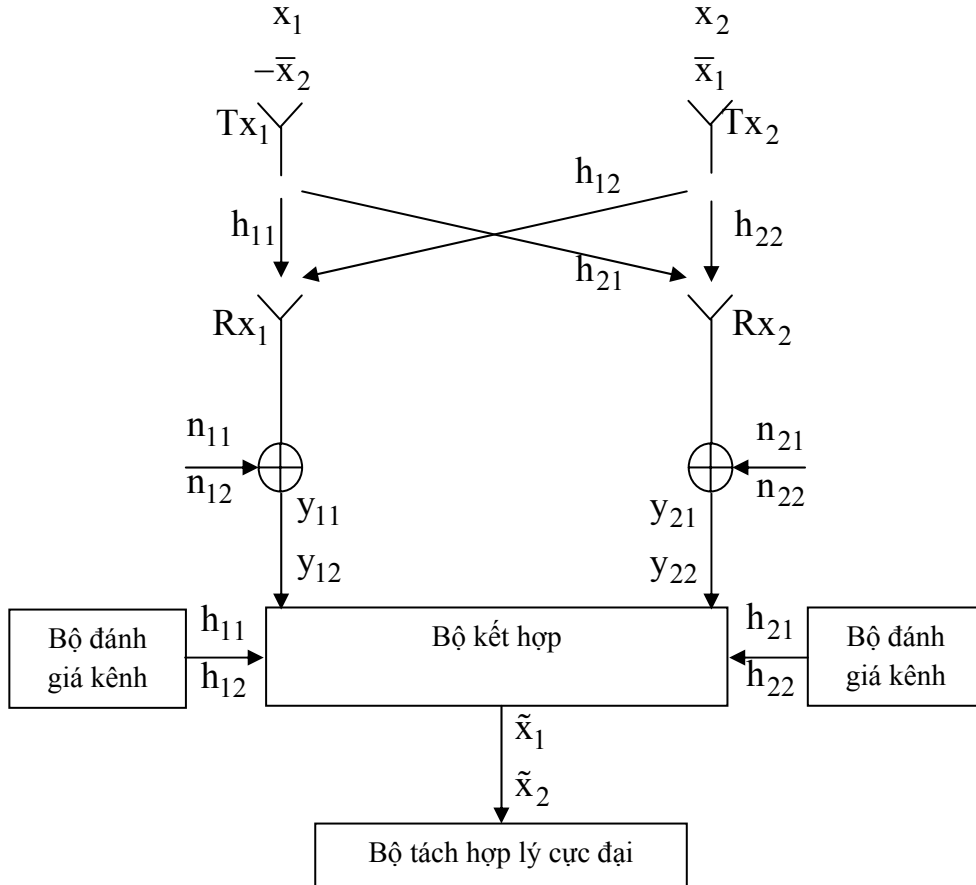 x₁
x₂
−x̅₂
x̅₁
Tx₁
Tx₂
h₁₂
h₁₁
h₂₂
h₂₁
Rx₁
Rx₂
n₁₁
n₂₁
n₁₂
n₂₂
y₁₁
y₂₁
y₁₂
y₂₂
Bộ đánh
giá kênh
h₁₁
h₁₂
Bộ kết hợp
h₂₁
h₂₂
Bộ đánh
giá kênh
x̃₁
x̃₂
Bộ tách hợp lý cực đại